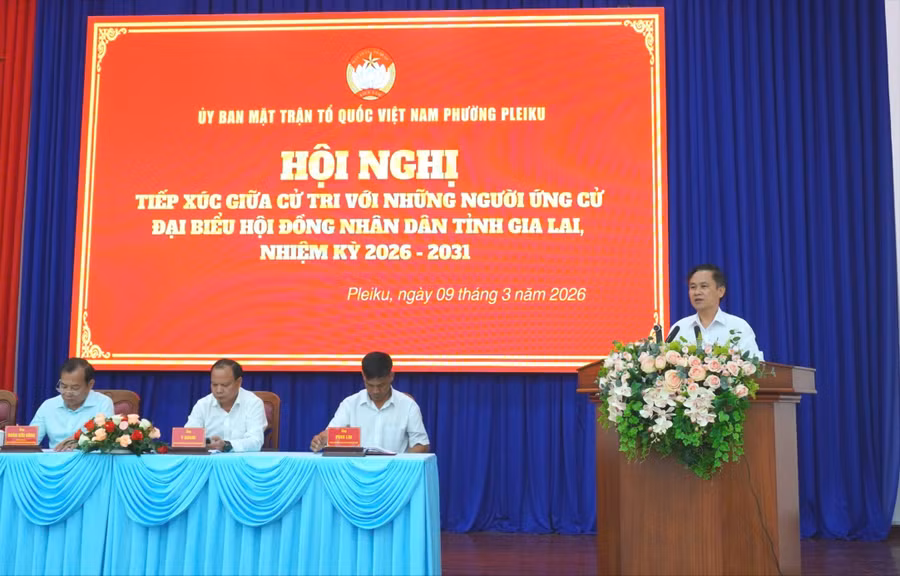 ỦY BAN MẶT TRẬN TỔ QUỐC VIỆT NAM PHƯỜNG PLEIKU
HỘI NGHỊ
TIẾP XÚC GIỮA CỬ TRI VỚI NHỮNG NGƯỜI ỨNG CỬ
ĐẠI BIỂU HỘI ĐỒNG NHÂN DÂN TỈNH GIA LAI,
NHIỆM KỲ 2026 - 2031
Pleiku, ngày 09 tháng 3 năm 2026